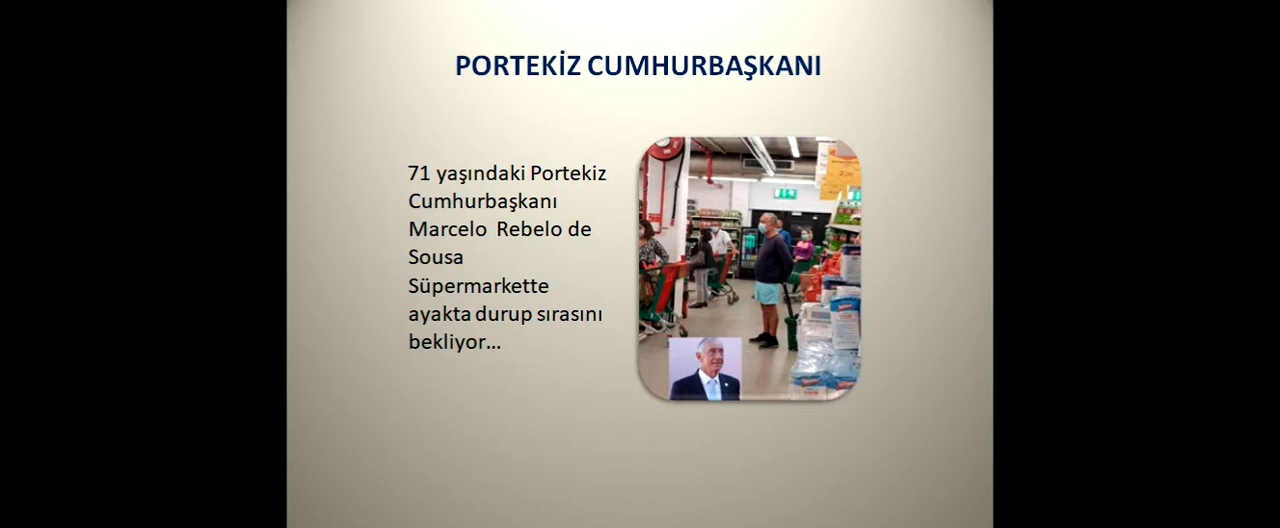 PORTEKİZ CUMHURBAŞKANI
71 yaşındaki Portekiz
Cumhurbaşkanı
Marcelo Rebelo de
Sousa
Süpermarkette
ayakta durup sırasını
bekliyor...